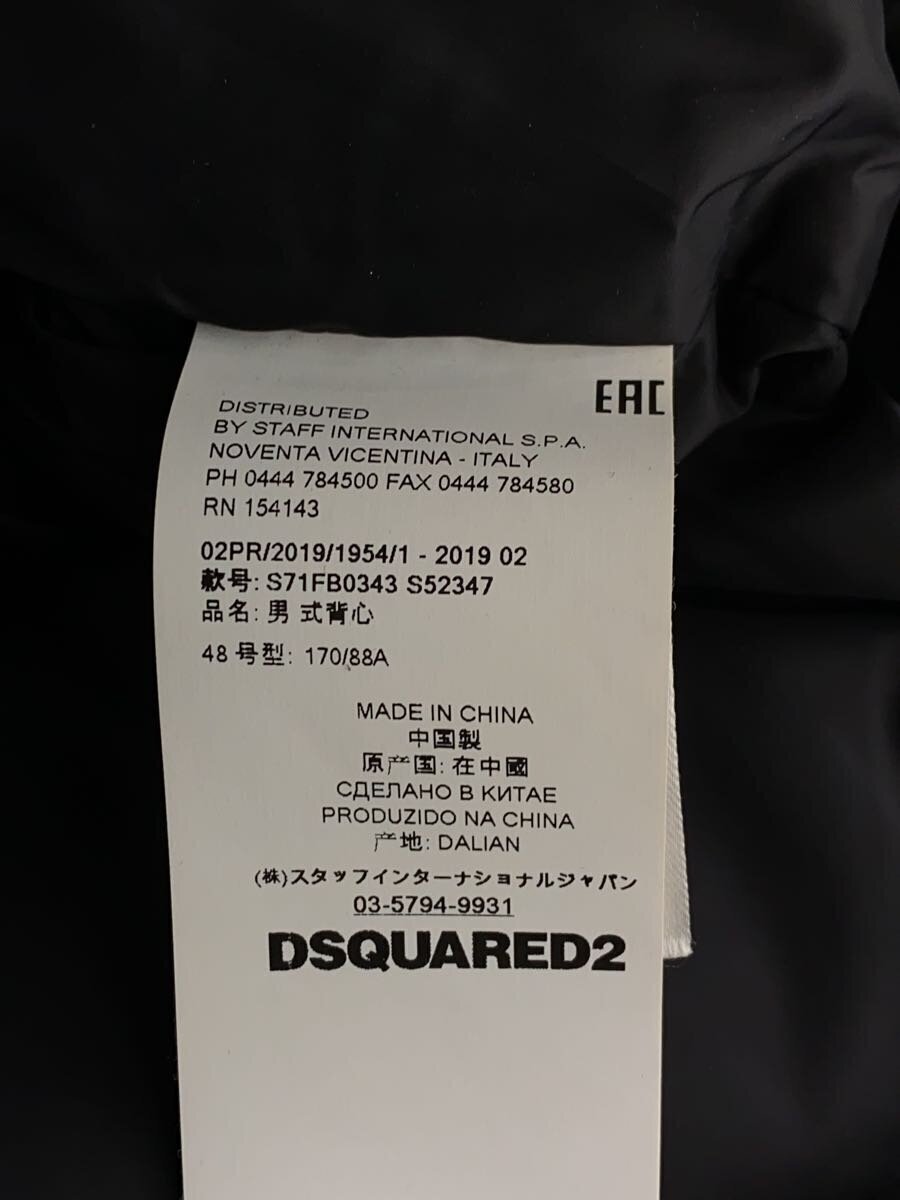 EAC
DISTRIBUTED
BY STAFF INTERNATIONAL S.P.A.
NOVENTA VICENTINA - ITALY
PH 0444 784500 FAX 0444 784580
RN 154143
02PR/2019/1954/1 - 2019 02
款号: S71FB0343 S52347
品名: 男 式背心
48 号型: 170/88A
MADE IN CHINA
中国製
原产国: 在中國
СДЕЛАНО В КИТАЕ
PRODUZIDO NA CHINA
产地: DALIAN
(株)スタッフインターナショナルジャパン
03-5794-9931
DSQUARED2